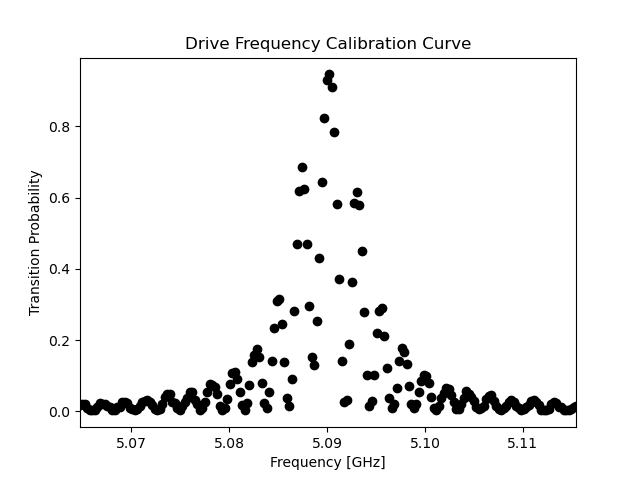 Drive Frequency Calibration Curve
Transition Probability
0.8
0.6
0.4
0.2
0.0
5.07 5.08 5.09 5.10 5.11
Frequency [GHz]